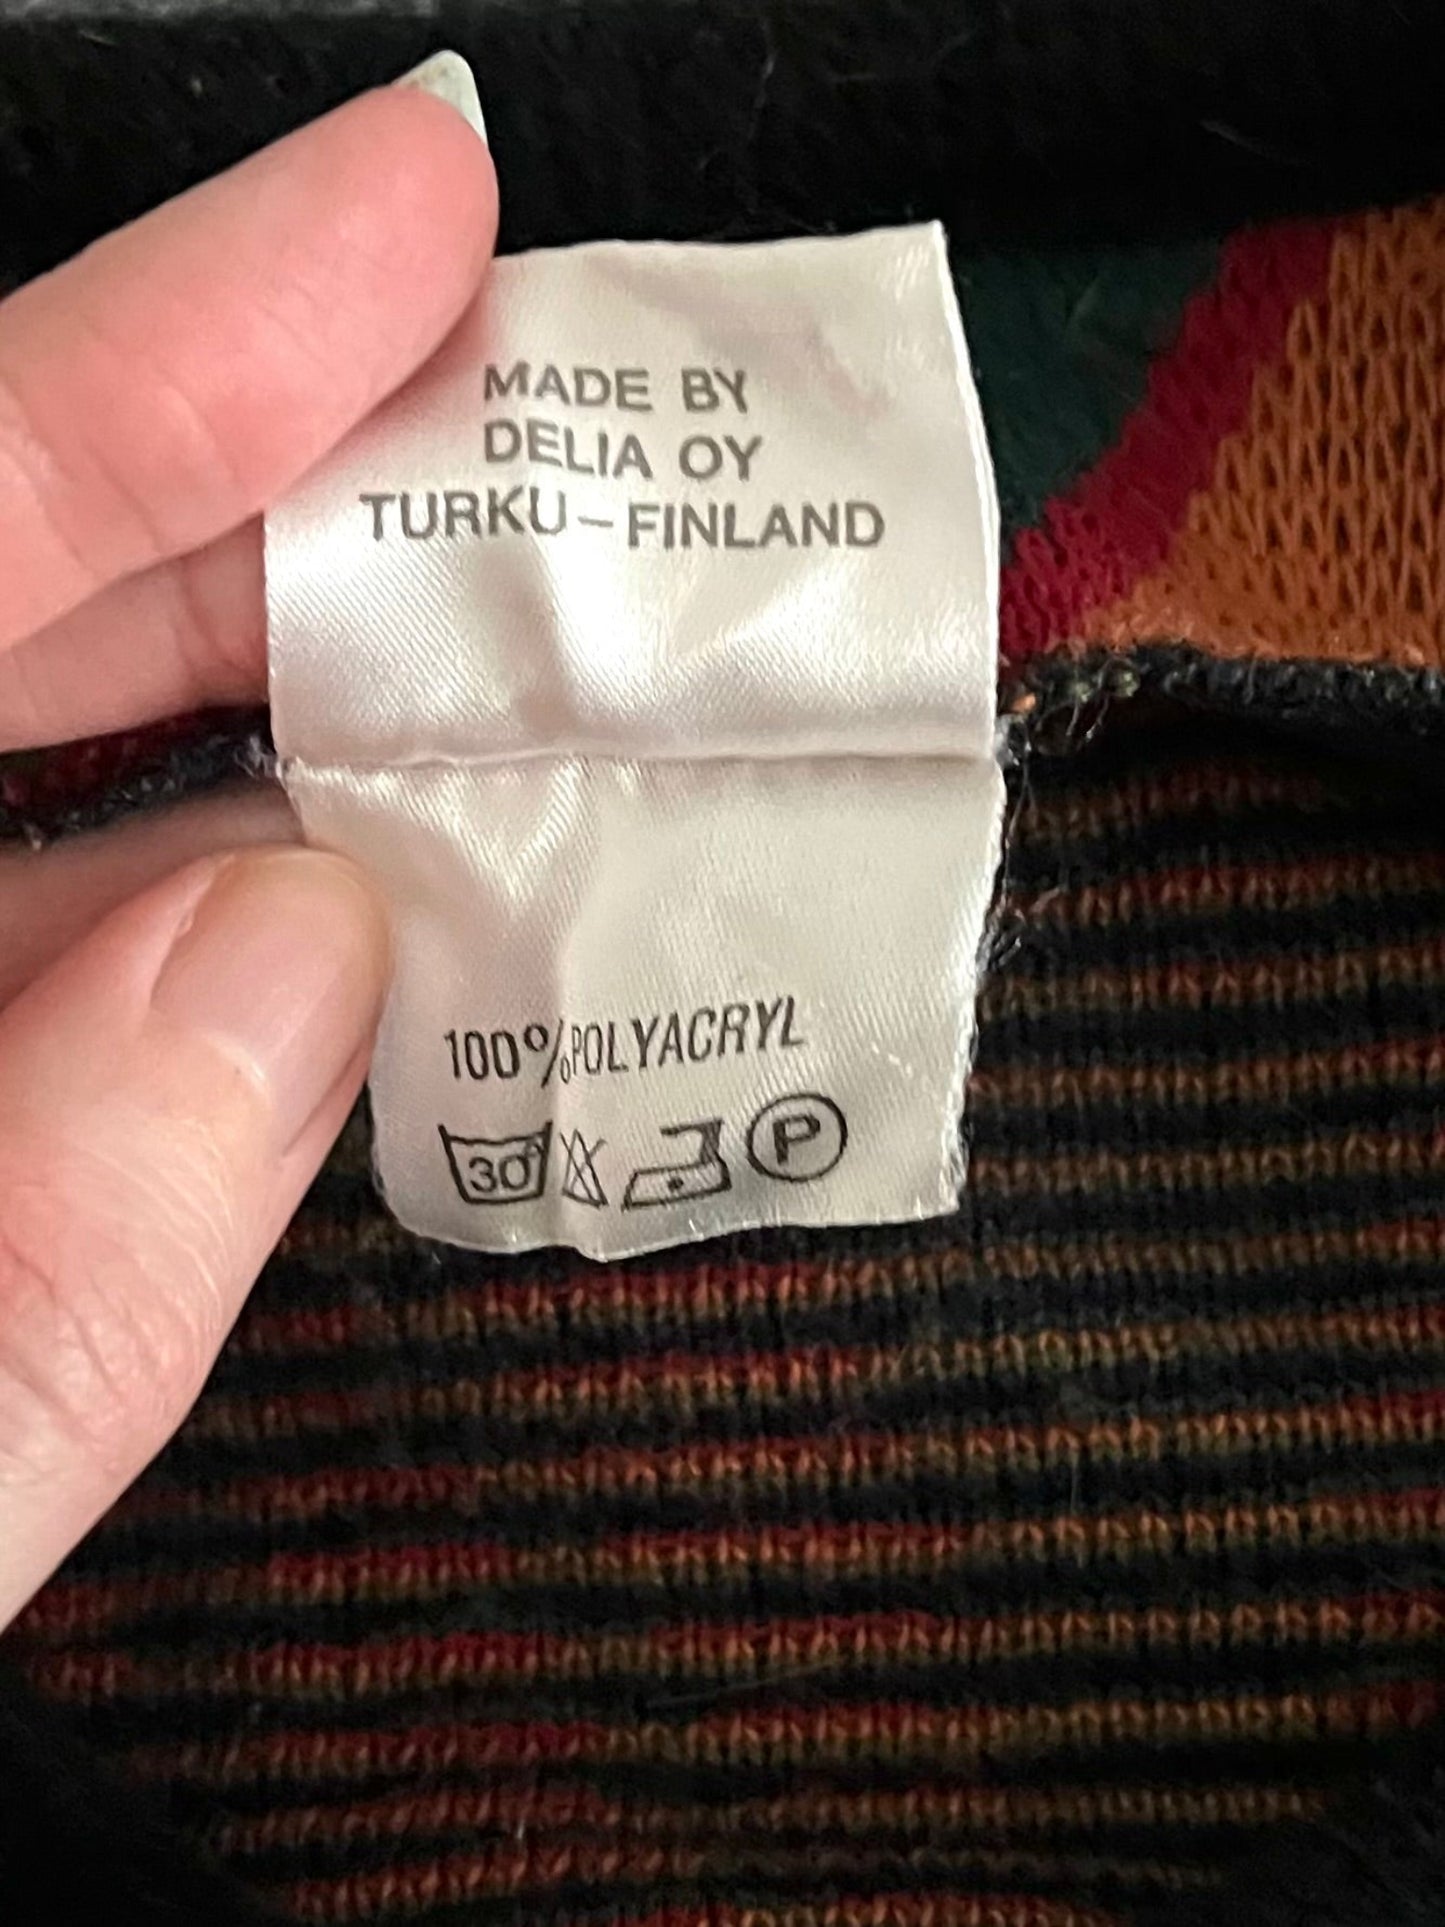 MADE BY
DELIA OY
TURKU–FINLAND
100% POLYACRYL
30° P